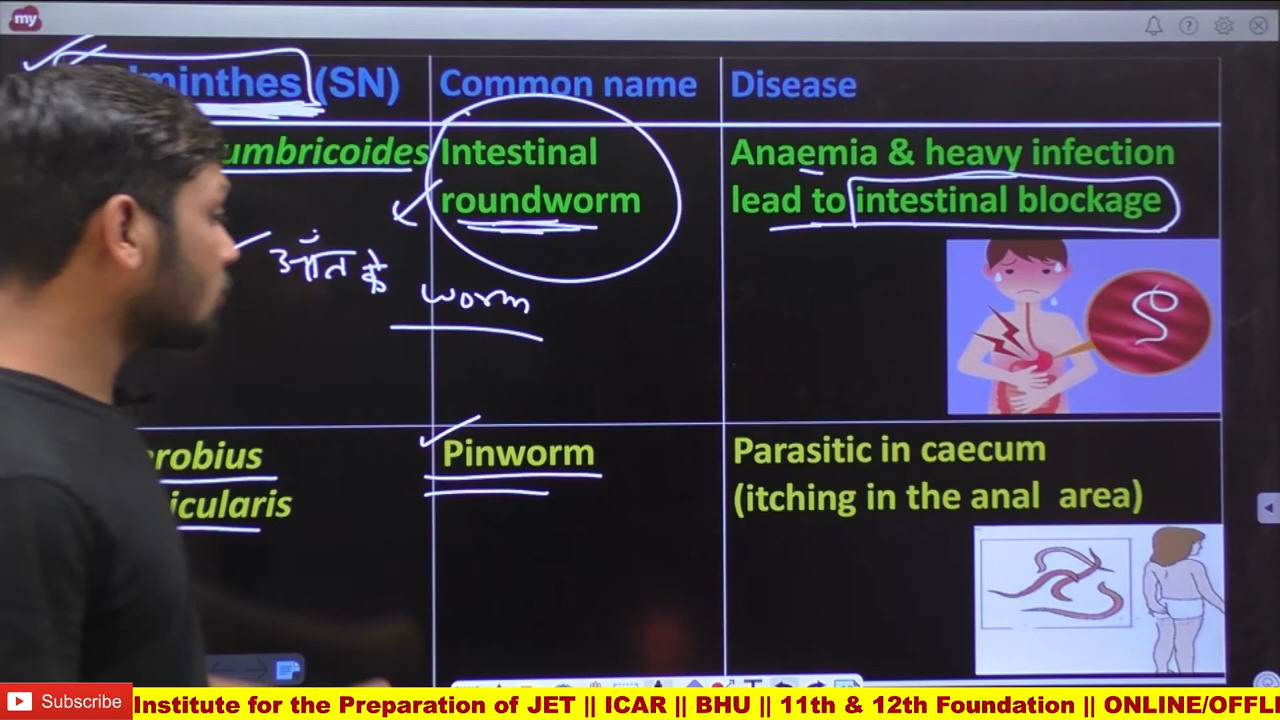 my
lminthes (SN)
Common name
Disease
umbricoides
Intestinal
roundworm
Anaemia & heavy infection
lead to intestinal blockage
आँत के
worm
robius
icularis
Pinworm
Parasitic in caecum
(itching in the anal area)
Subscribe
Institute for the Preparation of JET || ICAR || BHU || 11th & 12th Foundation || ONLINE/OFFLI